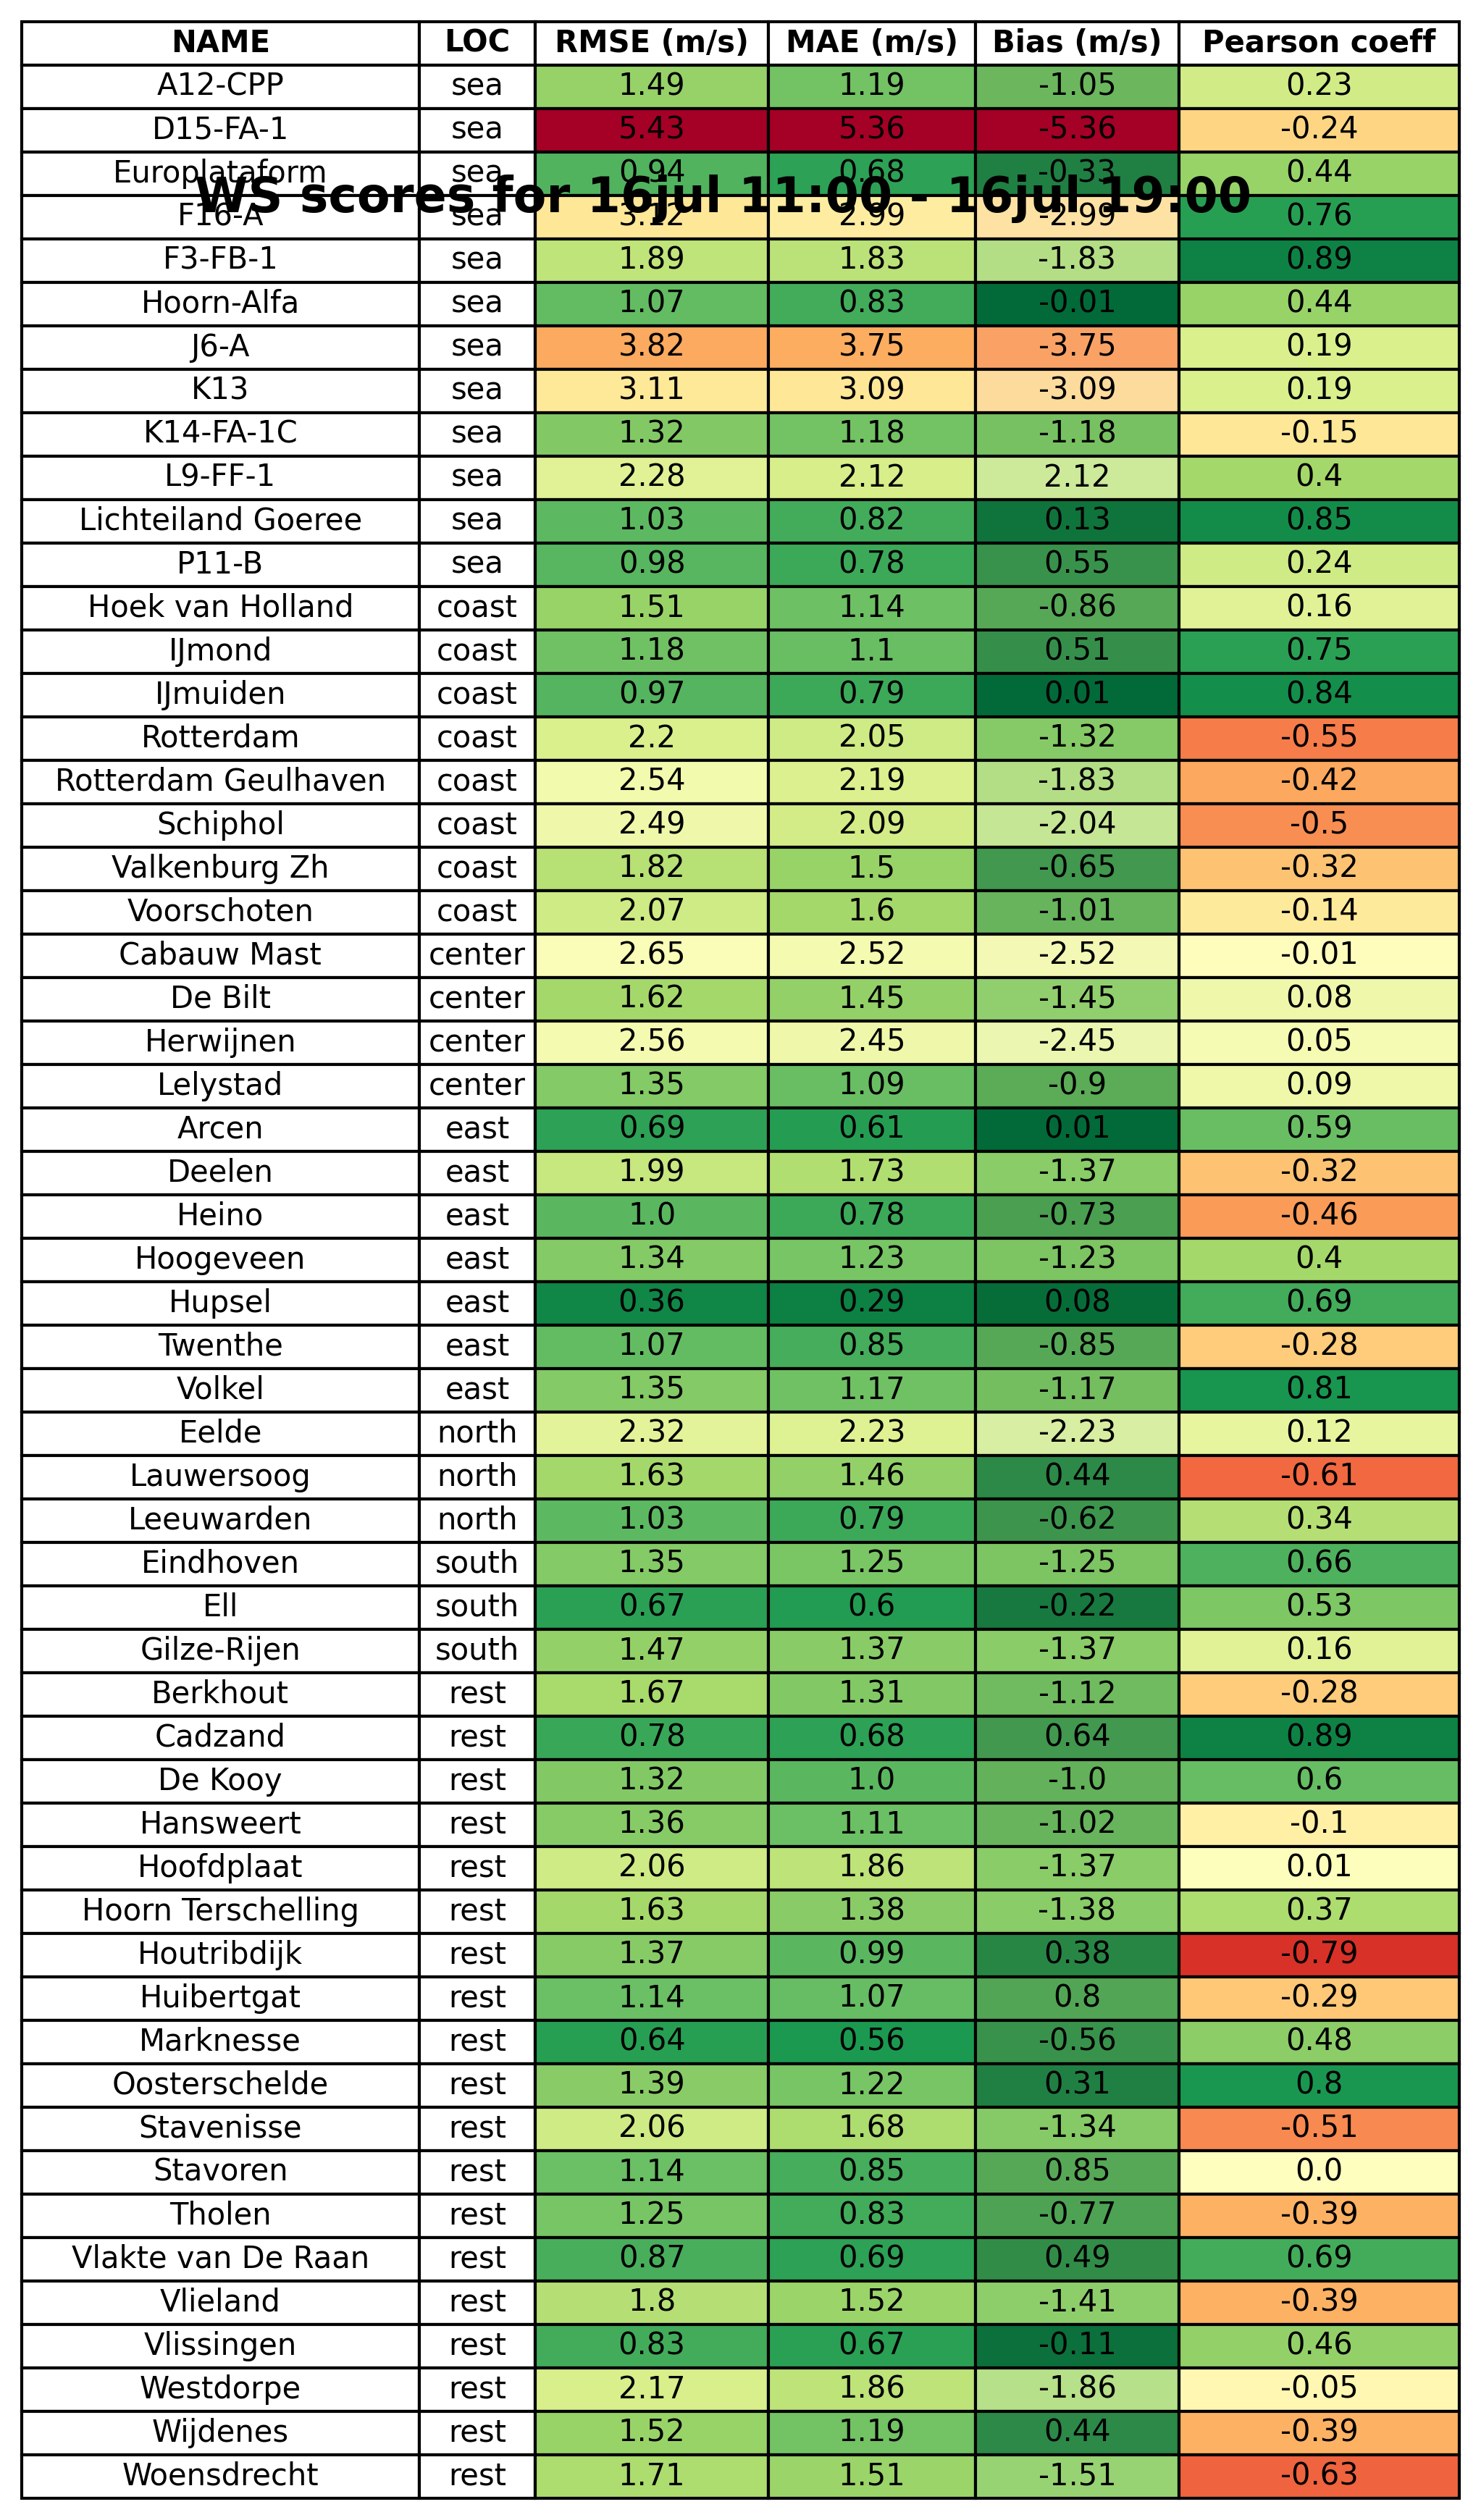 NAME LOC RMSE (m/s) MAE (m/s) Bias (m/s) Pearson coeff
A12-CPP sea 1.49 1.19 -1.05 0.23
D15-FA-1 sea 5.43 5.36 -5.36 -0.24
Europlataform sea 0.94 0.68 -0.33 0.44
WS scores for 16jul 11:00 - 16jul 19:00
F16-A sea 3.12 2.99 -2.99 0.76
F3-FB-1 sea 1.89 1.83 -1.83 0.89
Hoorn-Alfa sea 1.07 0.83 -0.01 0.44
J6-A sea 3.82 3.75 -3.75 0.19
K13 sea 3.11 3.09 -3.09 0.19
K14-FA-1C sea 1.32 1.18 -1.18 -0.15
L9-FF-1 sea 2.28 2.12 2.12 0.4
Lichteiland Goeree sea 1.03 0.82 0.13 0.85
P11-B sea 0.98 0.78 0.55 0.24
Hoek van Holland coast 1.51 1.14 -0.86 0.16
IJmond coast 1.18 1.1 0.51 0.75
IJmuiden coast 0.97 0.79 0.01 0.84
Rotterdam coast 2.2 2.05 -1.32 -0.55
Rotterdam Geulhaven coast 2.54 2.19 -1.83 -0.42
Schiphol coast 2.49 2.09 -2.04 -0.5
Valkenburg Zh coast 1.82 1.5 -0.65 -0.32
Voorschoten coast 2.07 1.6 -1.01 -0.14
Cabauw Mast center 2.65 2.52 -2.52 -0.01
De Bilt center 1.62 1.45 -1.45 0.08
Herwijnen center 2.56 2.45 -2.45 0.05
Lelystad center 1.35 1.09 -0.9 0.09
Arcen east 0.69 0.61 0.01 0.59
Deelen east 1.99 1.73 -1.37 -0.32
Heino east 1.0 0.78 -0.73 -0.46
Hoogeveen east 1.34 1.23 -1.23 0.4
Hupsel east 0.36 0.29 0.08 0.69
Twenthe east 1.07 0.85 -0.85 -0.28
Volkel east 1.35 1.17 -1.17 0.81
Eelde north 2.32 2.23 -2.23 0.12
Lauwersoog north 1.63 1.46 0.44 -0.61
Leeuwarden north 1.03 0.79 -0.62 0.34
Eindhoven south 1.35 1.25 -1.25 0.66
Ell south 0.67 0.6 -0.22 0.53
Gilze-Rijen south 1.47 1.37 -1.37 0.16
Berkhout rest 1.67 1.31 -1.12 -0.28
Cadzand rest 0.78 0.68 0.64 0.89
De Kooy rest 1.32 1.0 -1.0 0.6
Hansweert rest 1.36 1.11 -1.02 -0.1
Hoofdplaat rest 2.06 1.86 -1.37 0.01
Hoorn Terschelling rest 1.63 1.38 -1.38 0.37
Houtribdijk rest 1.37 0.99 0.38 -0.79
Huibertgat rest 1.14 1.07 0.8 -0.29
Marknesse rest 0.64 0.56 -0.56 0.48
Oosterschelde rest 1.39 1.22 0.31 0.8
Stavenisse rest 2.06 1.68 -1.34 -0.51
Stavoren rest 1.14 0.85 0.85 0.0
Tholen rest 1.25 0.83 -0.77 -0.39
Vlakte van De Raan rest 0.87 0.69 0.49 0.69
Vlieland rest 1.8 1.52 -1.41 -0.39
Vlissingen rest 0.83 0.67 -0.11 0.46
Westdorpe rest 2.17 1.86 -1.86 -0.05
Wijdenes rest 1.52 1.19 0.44 -0.39
Woensdrecht rest 1.71 1.51 -1.51 -0.63